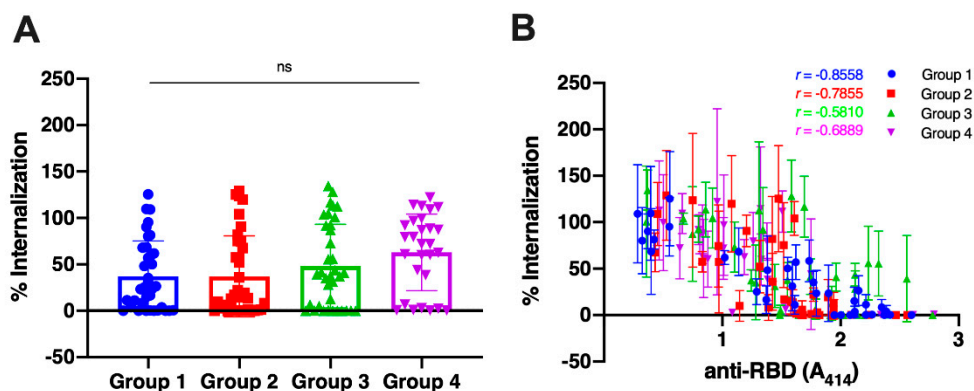 A
ns
250
200
150
100
50
0
-50
% Internalization
Group 1 Group 2 Group 3 Group 4
B
r = -0.8558 Group 1
r = -0.7855 Group 2
r = -0.5810 Group 3
r = -0.6889 Group 4
250
200
150
100
50
0
-50
% Internalization
1 2 3
anti-RBD (A₄₁₄)